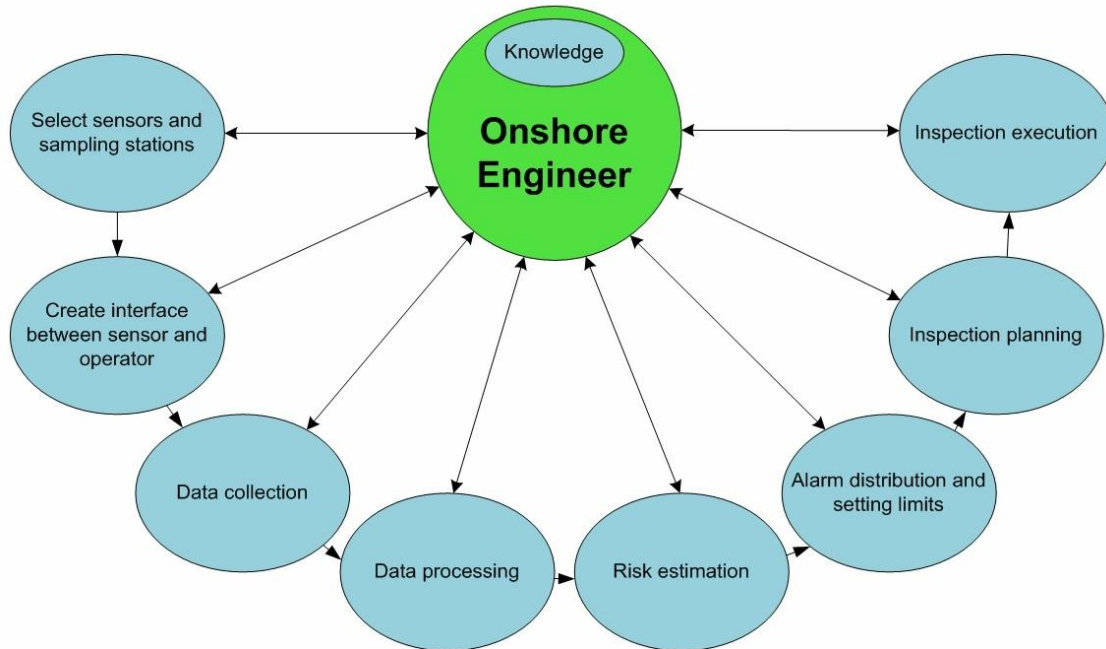 Knowledge
Onshore
Engineer
Select sensors and
sampling stations
Inspection execution
Create interface
between sensor and
operator
Inspection planning
Data collection
Alarm distribution and
setting limits
Data processing
Risk estimation